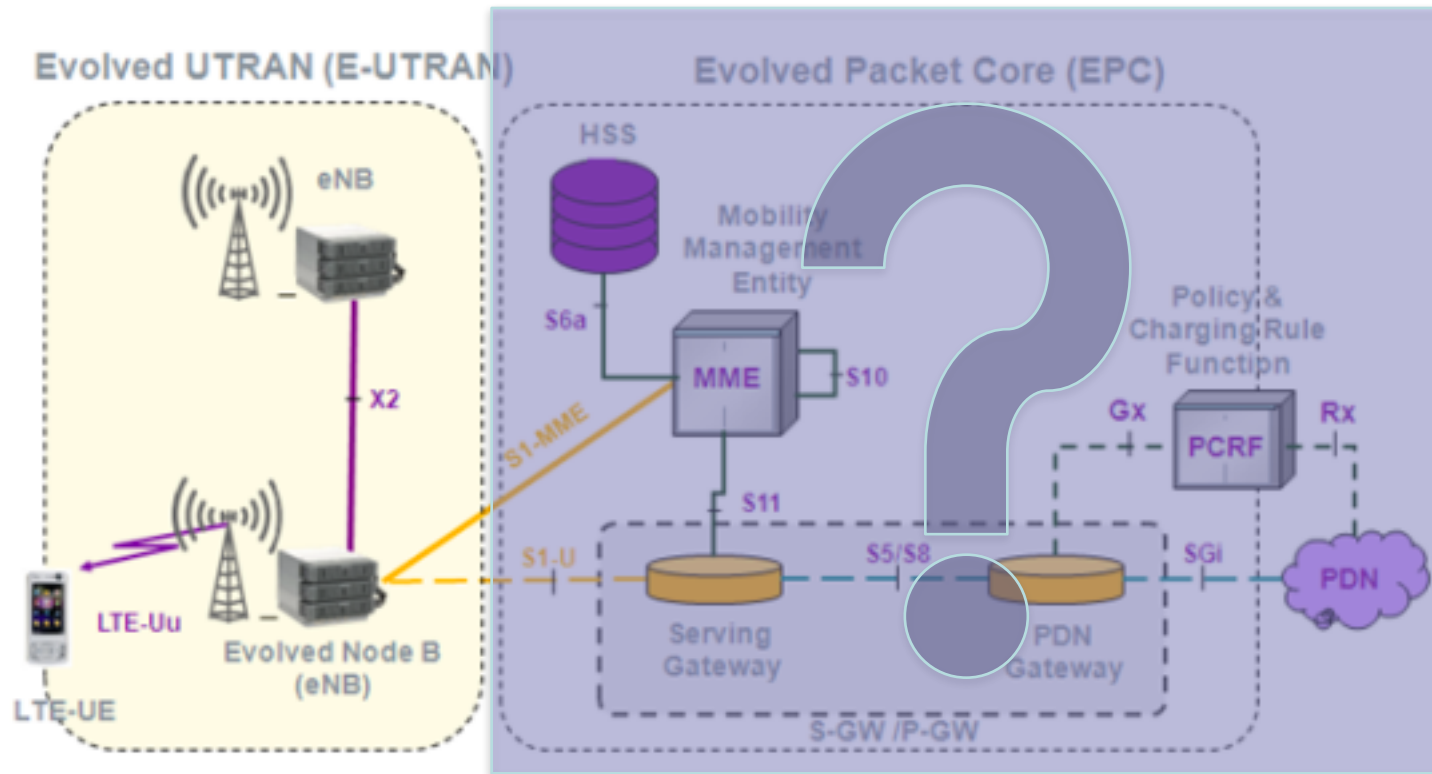 Evolved UTRAN (E-UTRAN)
Evolved Packet Core (EPC)
HSS
eNB
Mobility
Management
Entity
S6a
MME
S10
Policy &
Charging Rule
Function
X2
S1-MME
Gx
Rx
PCRF
S11
S1-U
S5/S8
SGi
PDN
LTE-Uu
Evolved Node B
(eNB)
Serving
Gateway
PDN
Gateway
LTE-UE
S-GW /P-GW
?